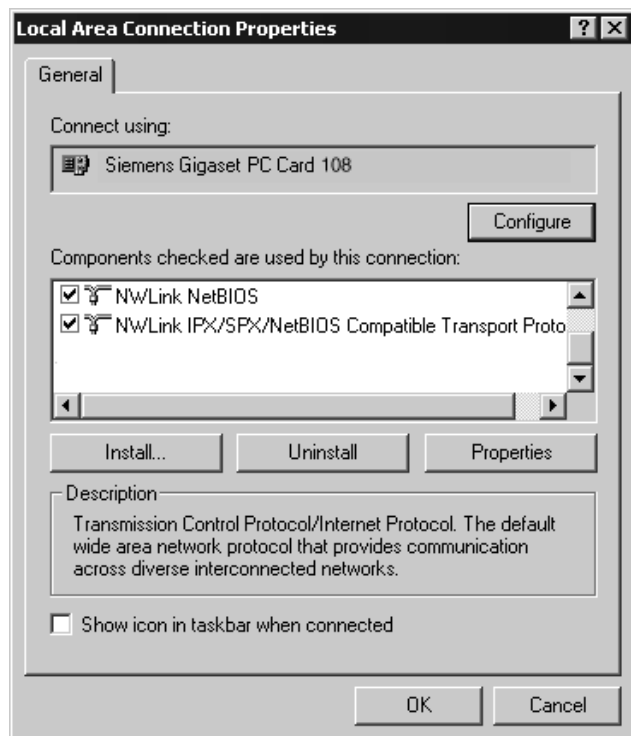 Local Area Connection Properties
General
Connect using:
Siemens Gigaset PC Card 108
Configure
Components checked are used by this connection:
NWLink NetBIOS
NWLink IPX/SPX/NetBIOS Compatible Transport Proto
Install... Uninstall Properties
Description
Transmission Control Protocol/Internet Protocol. The default
wide area network protocol that provides communication
across diverse interconnected networks.
Show icon in taskbar when connected
OK Cancel